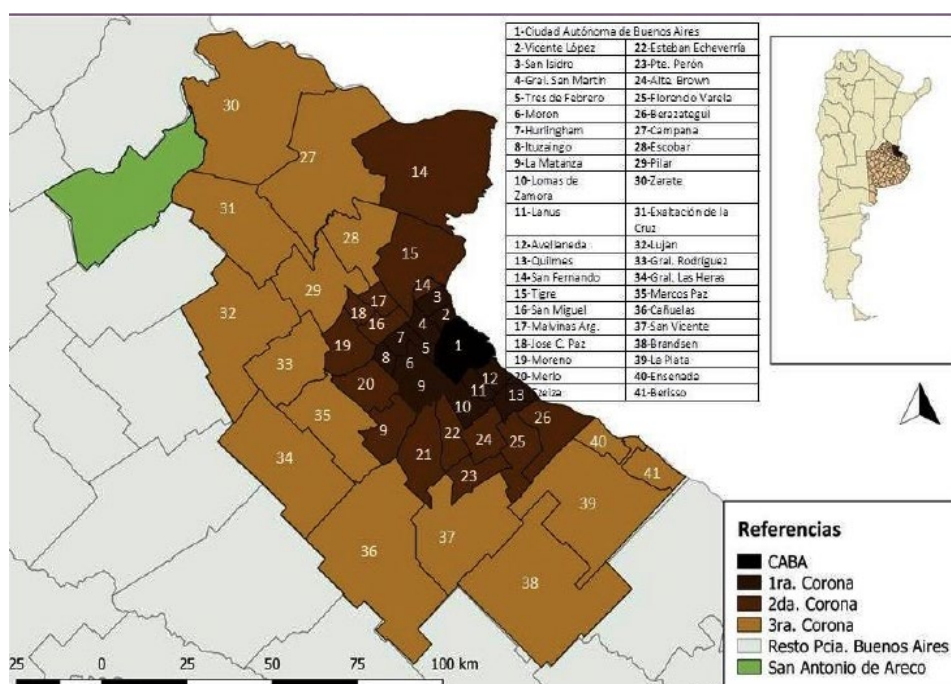 1-Ciudad Autónoma de Buenos Aires
2-Vicente López 22-Esteban Echeverría
3-San Isidro 23-Pte. Perón
4-Gral. San Martín 24-Alte. Brown
5-Tres de Febrero 25-Florencio Varela
6-Moron 26-Berazategui
7-Hurlingham 27-Campana
8-Ituzaingo 28-Escobar
9-La Matanza 29-Pilar
10-Lomas de Zamora 30-Zarate
11-Lanus 31-Exaltación de la Cruz
12-Avellaneda 32-Lujan
13-Quilmes 33-Gral. Rodríguez
14-San Fernando 34-Gral. Las Heras
15-Tigre 35-Marcos Paz
16-San Miguel 36-Cañuelas
17-Malvinas Arg. 37-San Vicente
18-Jose C. Paz 38-Brandsen
19-Moreno 39-La Plata
20-Merlo 40-Ensenada
Ezeiza 41-Berisso
30
27
14
31
28
15
29
14
3
17
2
18
16
4
32
7
1
19
5
8
6
33
20
9
12
11
13
35
10
26
9
22
24
25
40
34
21
23
41
39
37
36
38
Referencias
CABA
1ra. Corona
2da. Corona
3ra. Corona
Resto Pcia. Buenos Aires
San Antonio de Areco
25 0 25 50 75 100 km